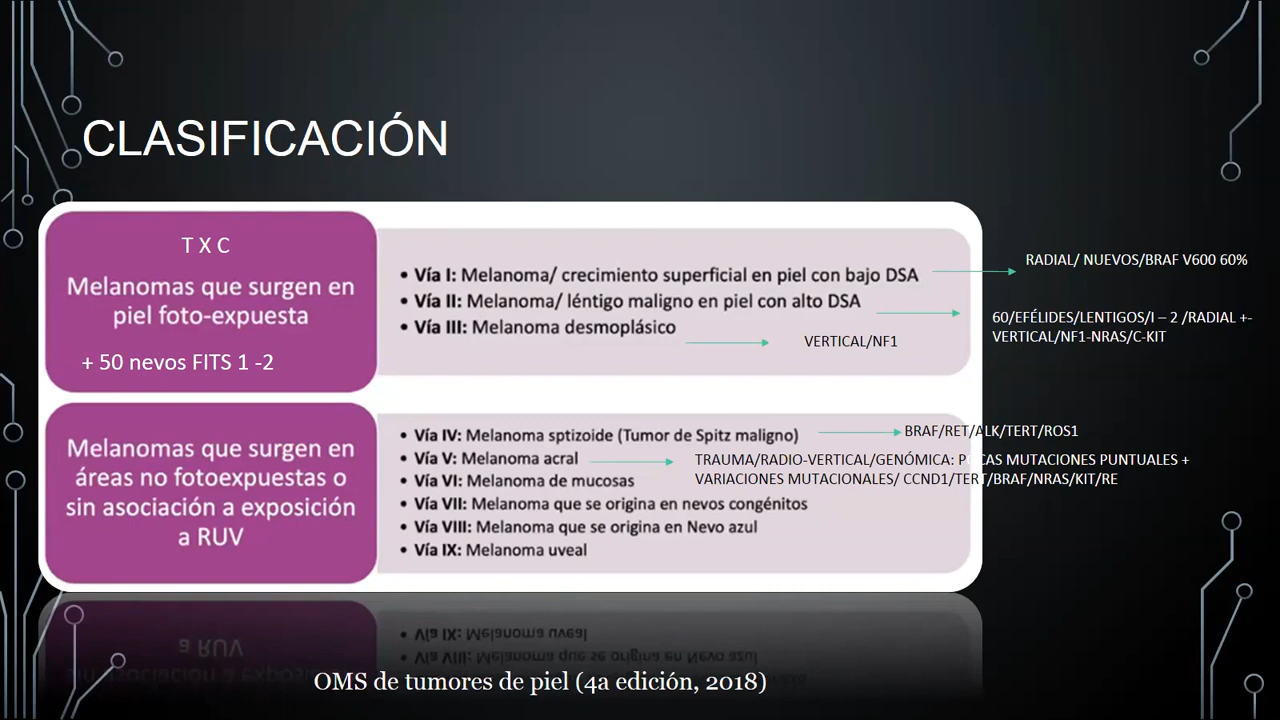 CLASIFICACIÓN
T X C
Melanomas que surgen en
piel foto-expuesta
+ 50 nevos FITS 1 -2
• Vía I: Melanoma/ crecimiento superficial en piel con bajo DSA
• Vía II: Melanoma/ léntigo maligno en piel con alto DSA
• Vía III: Melanoma desmoplásico
RADIAL/ NUEVOS/BRAF V600 60%
60/EFÉLIDES/LENTIGOS/I – 2 /RADIAL +-
VERTICAL/NF1-NRAS/C-KIT
VERTICAL/NF1
Melanomas que surgen en
áreas no fotoexpuestas o
sin asociación a exposición
a RUV
• Vía IV: Melanoma sptizoide (Tumor de Spitz maligno)
• Vía V: Melanoma acral
• Vía VI: Melanoma de mucosas
• Vía VII: Melanoma que se origina en nevos congénitos
• Vía VIII: Melanoma que se origina en Nevo azul
• Vía IX: Melanoma uveal
BRAF/RET/ALK/TERT/ROS1
TRAUMA/RADIO-VERTICAL/GENÓMICA: POCAS MUTACIONES PUNTUALES +
VARIACIONES MUTACIONALES/ CCND1/TERT/BRAF/NRAS/KIT/RE
OMS de tumores de piel (4a edición, 2018)